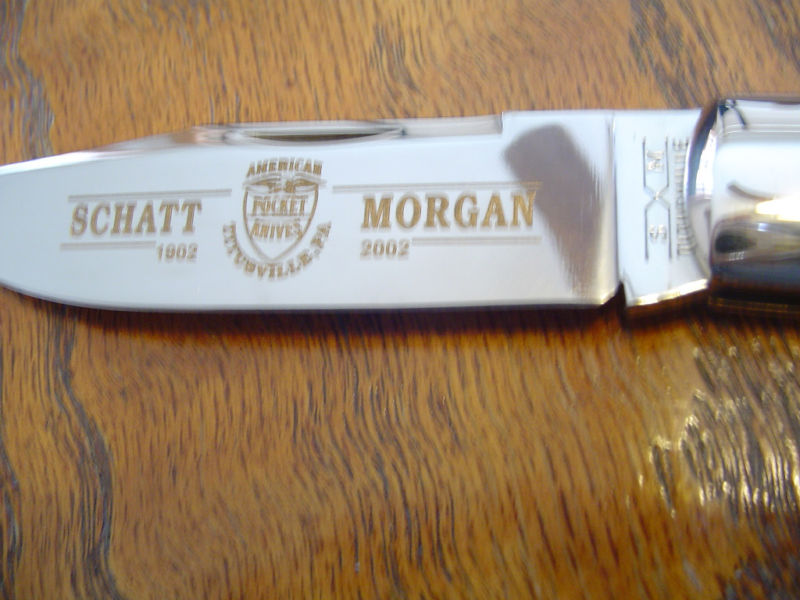 SCHATT
1902
AMERICAN
POCKET
KNIVES
TITUSVILLE, PA
MORGAN
2002
S X M